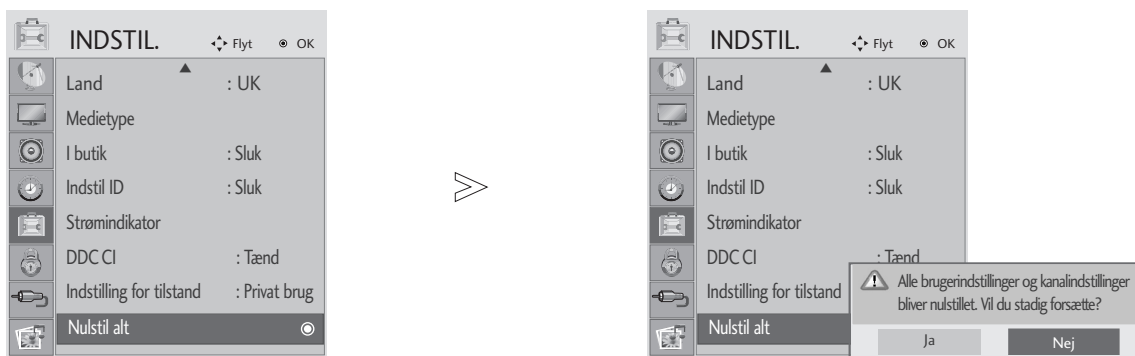 INDSTIL. Flyt OK
Land : UK
Medietype
I butik : Sluk
Indstil ID : Sluk
Strømindikator
DDC CI : Tænd
Indstilling for tilstand : Privat brug
Nulstil alt
>
INDSTIL. Flyt OK
Land : UK
Medietype
I butik : Sluk
Indstil ID : Sluk
Strømindikator
DDC CI : Tænd
Indstilling for tilstand
Nulstil alt
Alle brugerindstillinger og kanalindstillinger
bliver nulstillet. Vil du stadig forsætte?
Ja Nej